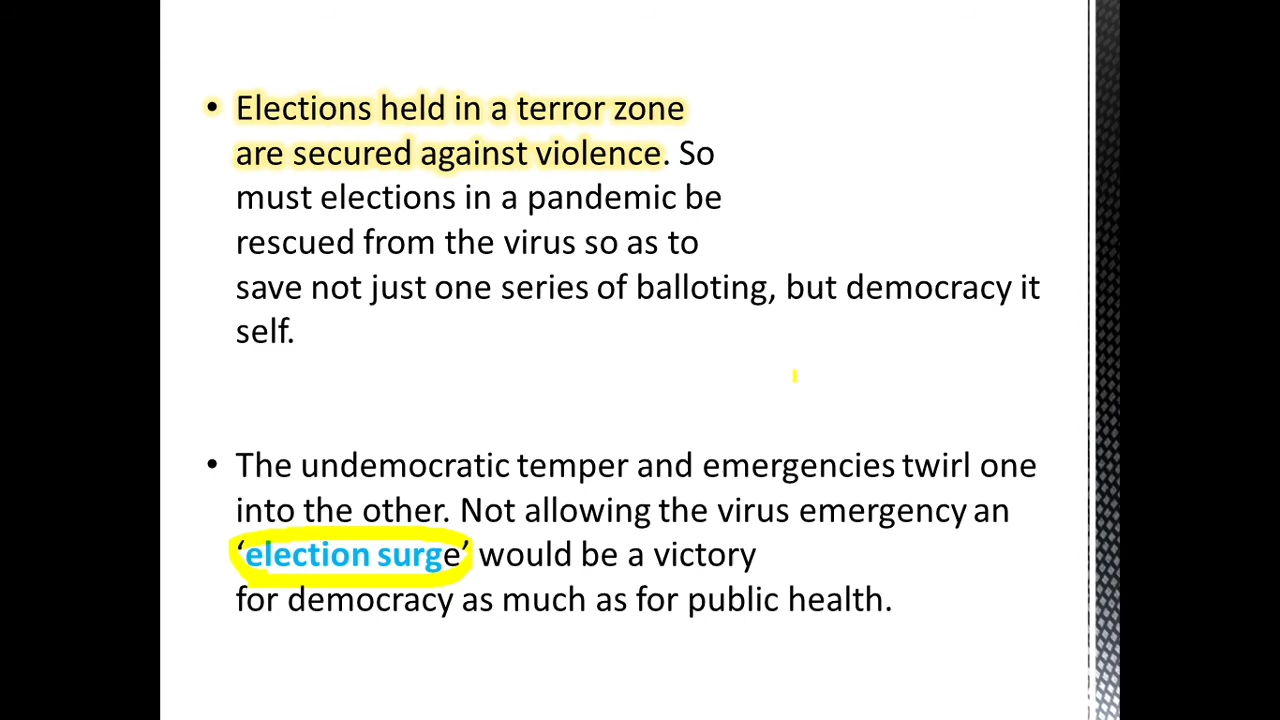 • Elections held in a terror zone
are secured against violence. So
must elections in a pandemic be
rescued from the virus so as to
save not just one series of balloting, but democracy it
self.
• The undemocratic temper and emergencies twirl one
into the other. Not allowing the virus emergency an
‘election surge’ would be a victory
for democracy as much as for public health.